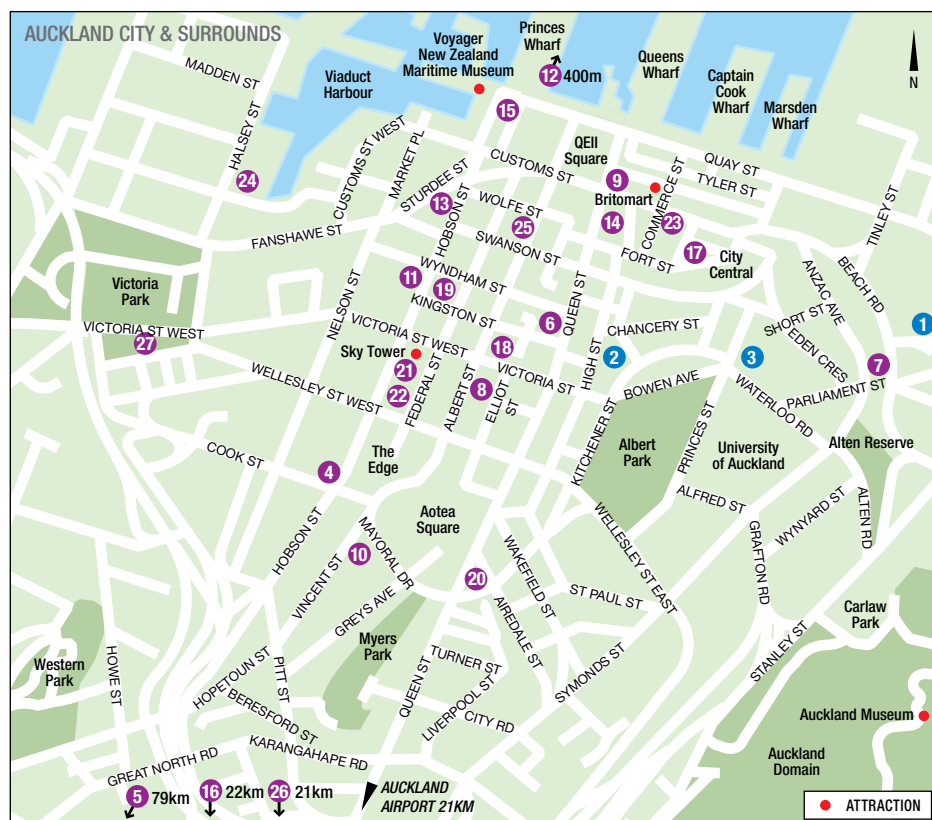 AUCKLAND CITY & SURROUNDS
MADDEN ST
HALSEY ST
Viaduct
Harbour
Voyager
New Zealand
Maritime Museum
Princes
Wharf
12
400m
Queens
Wharf
Captain
Cook
Wharf
Marsden
Wharf
N
15
24
CUSTOMS ST WEST
MARKET PL
STURDEE ST
13
HOBSON ST
CUSTOMS ST
QEII
Square
9
Britomart
QUAY ST
TYLER ST
COMMERCE ST
TINLEY ST
WOLFE ST
25
14
23
FANSHAWE ST
SWANSON ST
FORT ST
17
City
Central
Victoria
Park
NELSON ST
11
WYNDHAM ST
19
KINGSTON ST
QUEEN ST
ANZAC AVE
BEACH RD
6
CHANCERY ST
SHORT ST
EDEN CRES
1
VICTORIA ST WEST
27
VICTORIA ST WEST
Sky Tower
18
VICTORIA ST
HIGH ST
2
3
7
21
22
FEDERAL ST
ALBERT ST
8
ELLIOT
ST
BOWEN AVE
WATERLOO RD
PARLIAMENT ST
WELLESLEY ST WEST
KITCHENER ST
Albert
Park
PRINCES ST
University
of Auckland
Alten Reserve
The
Edge
COOK ST
4
Aotea
Square
ALFRED ST
WYNYARD ST
ALTEN RD
HOBSON ST
VINCENT ST
10
MAYORAL DR
WAKEFIELD ST
WELLESLEY ST EAST
GRAFTON RD
20
GREYS AVE
AIREDALE ST
ST PAUL ST
Carlaw
Park
Myers
Park
STANLEY ST
Western
Park
HOWE ST
HOPETOUN ST
PITT ST
TURNER ST
SYMONDS ST
BERESFORD ST
QUEEN ST
LIVERPOOL ST
CITY RD
Auckland Museum
KARANGAHAPE RD
GREAT NORTH RD
Auckland
Domain
5
79km
16
22km
26
21km
AUCKLAND
AIRPORT 21KM
ATTRACTION